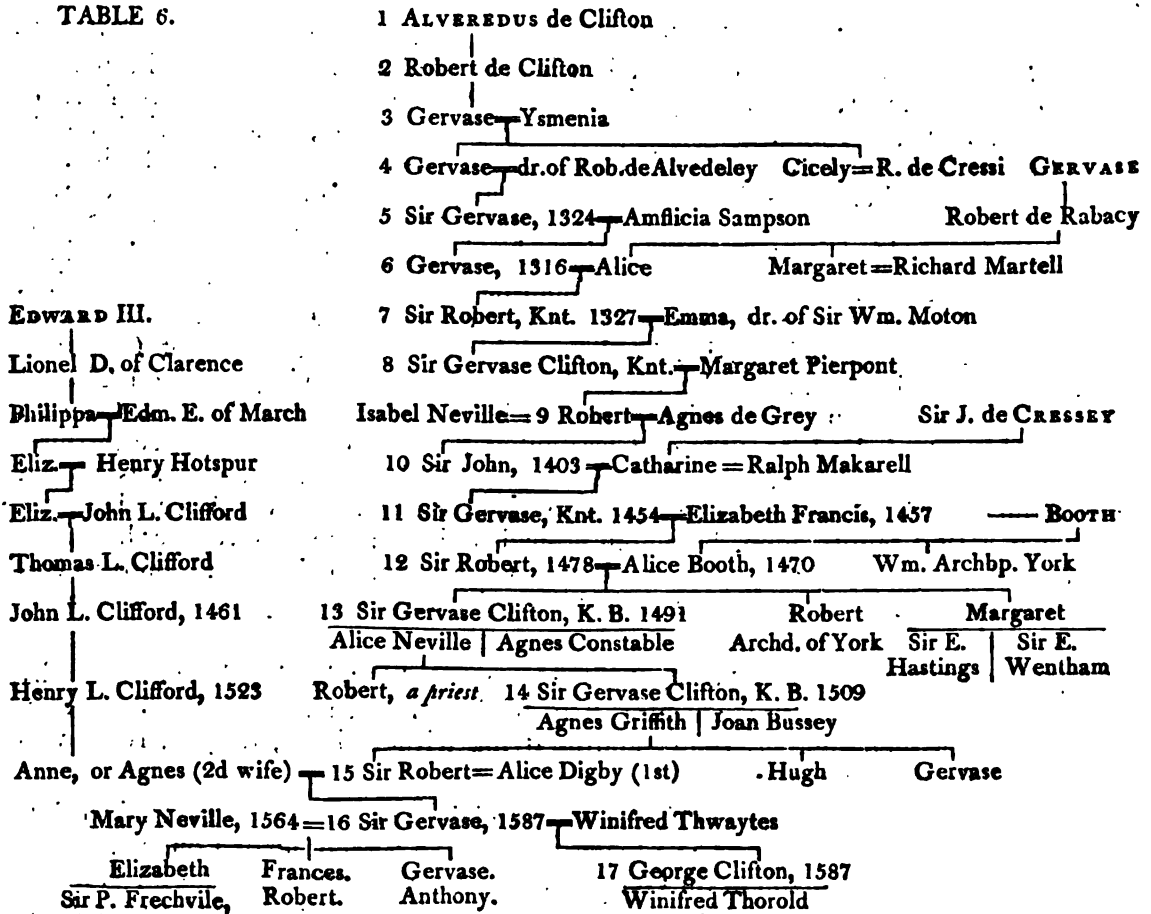 TABLE 6.
1 ALVEREDUS de Clifton
2 Robert de Clifton
3 Gervase Ysmenia
4 Gervase dr. of Rob. de Alvedeley Cicely=R. de Cressi GERVASE
5 Sir Gervase, 1324 Amflicia Sampson Robert de Rabacy
6 Gervase, 1316 Alice Margaret=Richard Martell
EDWARD III. 7 Sir Robert, Knt. 1327 Emma, dr. of Sir Wm. Moton
Lionel D. of Clarence 8 Sir Gervase Clifton, Knt. Margaret Pierpont
Philippa Edm. E. of March Isabel Neville= 9 Robert Agnes de Grey Sir J. de CRESSEY
Eliz. Henry Hotspur 10 Sir John, 1403 Catharine=Ralph Makarell
Eliz. John L. Clifford 11 Sir Gervase, Knt. 1454 Elizabeth Francis, 1457 —— BOOTH
Thomas L. Clifford 12 Sir Robert, 1478 Alice Booth, 1470 Wm. Archbp. York
John L. Clifford, 1461 13 Sir Gervase Clifton, K. B. 1491 Robert Margaret
Alice Neville | Agnes Constable Archd. of York Sir E. | Sir E.
Hastings | Wentham
Henry L. Clifford, 1523 Robert, a priest. 14 Sir Gervase Clifton, K. B. 1509
Agnes Griffith | Joan Bussey
Anne, or Agnes (2d wife) 15 Sir Robert=Alice Digby (1st) Hugh Gervase
Mary Neville, 1564=16 Sir Gervase, 1587 Winifred Thwaytes
Elizabeth Frances. Gervase. 17 George Clifton, 1587
Sir P. Frechvile, Robert. Anthony. Winifred Thorold